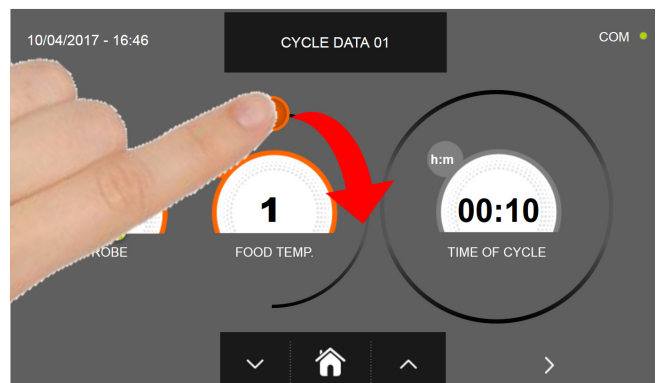 10/04/2017 - 16:46
CYCLE DATA 01
COM
h:m
1
00:10
FOOD TEMP.
TIME OF CYCLE